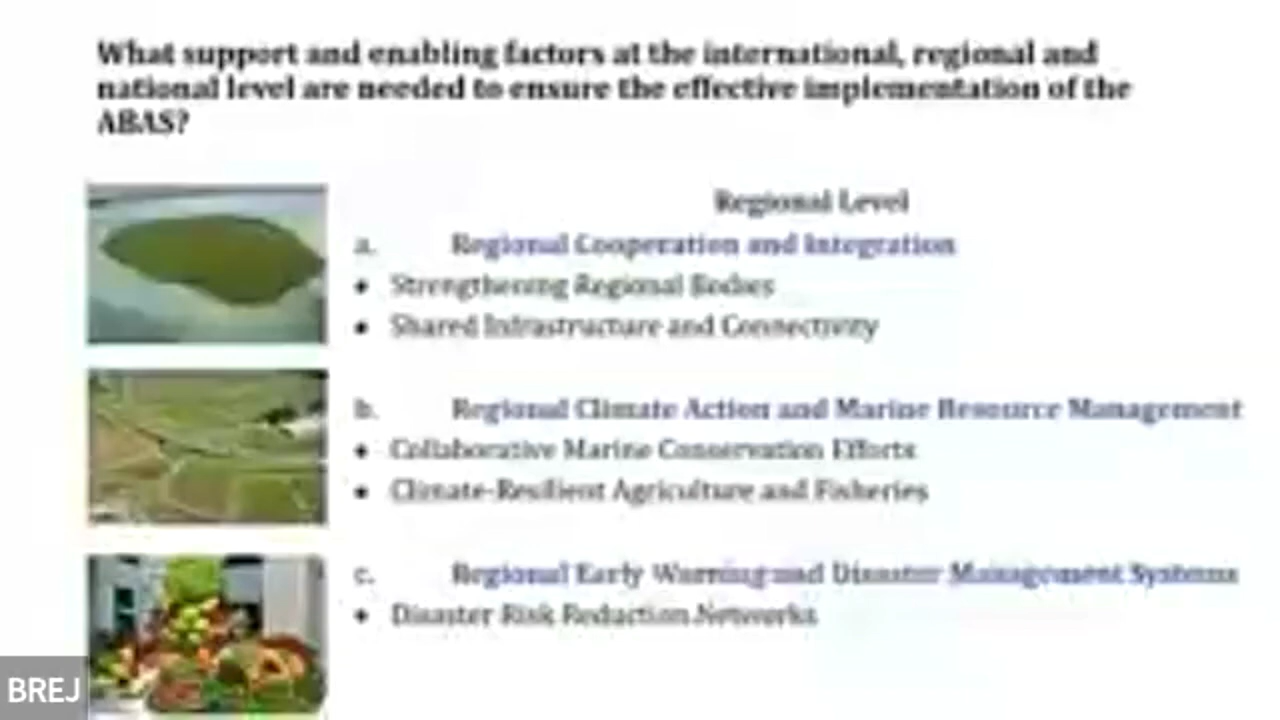 What support and enabling factors at the international, regional and
national level are needed to ensure the effective implementation of the
ABAS?
Regional Level
a. Regional Cooperation and Integration
• Strengthening Regional Bodies
• Shared Infrastructure and Connectivity
b. Regional Climate Action and Marine Resource Management
• Collaborative Marine Conservation Efforts
• Climate-Resilient Agriculture and Fisheries
c. Regional Early Warning and Disaster Management Systems
• Disaster Risk Reduction Networks
BREJ